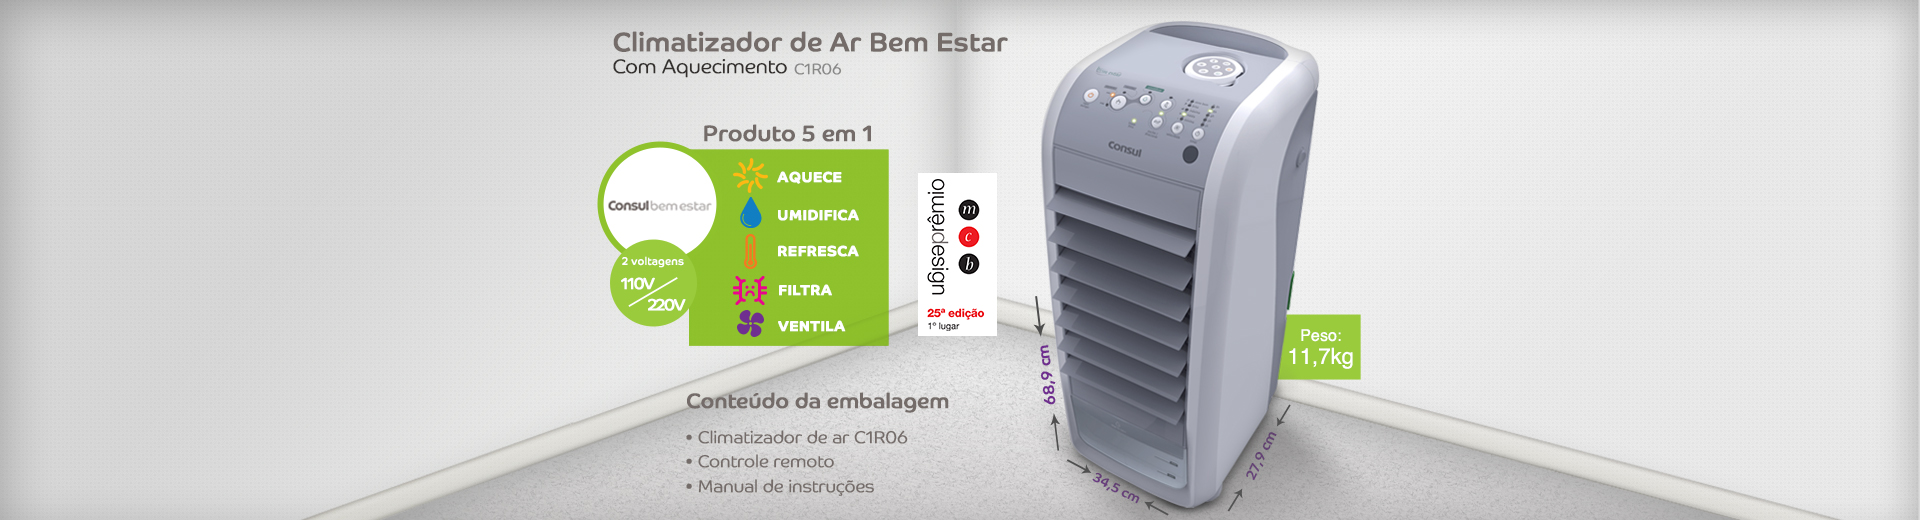 Climatizador de Ar Bem Estar
Com Aquecimento C1R06
Produto 5 em 1
Consul bem estar
2 voltagens
110V
220V
AQUECE
UMIDIFICA
REFRESCA
FILTRA
VENTILA
prêmiodesign
m
c
b
25ª edição
1º lugar
Consul
68,9 cm
34,5 cm
27,9 cm
Peso:
11,7kg
Conteúdo da embalagem
• Climatizador de ar C1R06
• Controle remoto
• Manual de instruções